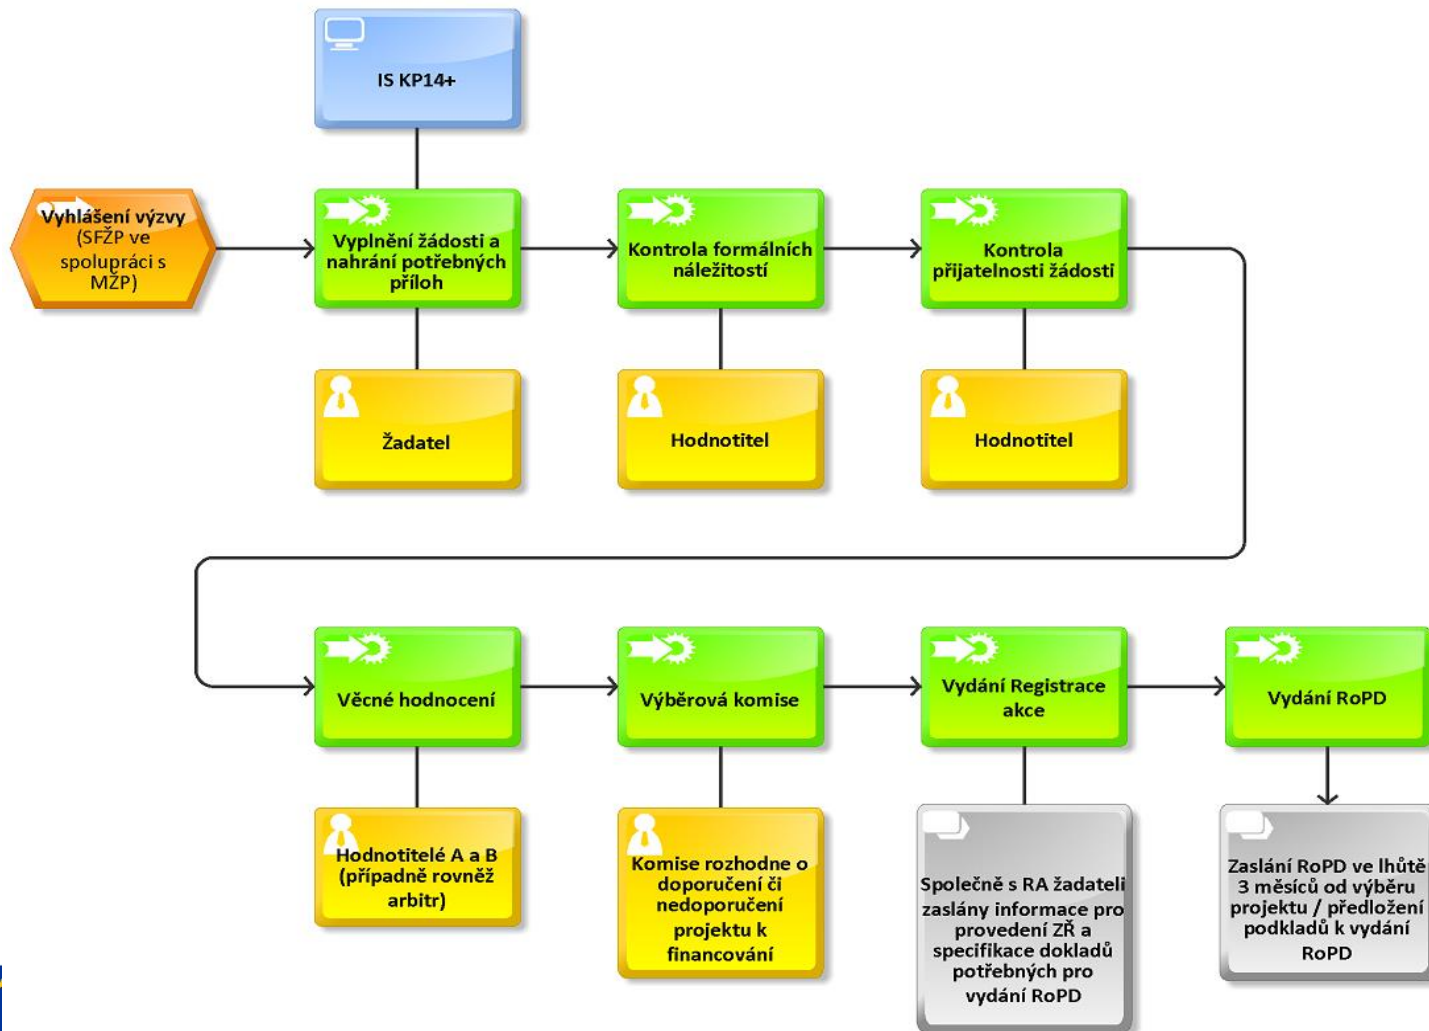 IS KP14+
Vyhlášení výzvy
(SFŽP ve
spolupráci s
MŽP)
Vyplnění žádosti a
nahrání potřebných
příloh
Kontrola formálních
náležitostí
Kontrola
přijatelnosti žádosti
Žadatel
Hodnotitel
Hodnotitel
Věcné hodnocení
Výběrová komise
Vydání Registrace
akce
Vydání RoPD
Hodnotitelé A a B
(případně rovněž
arbitr)
Komise rozhodne o
doporučení či
nedoporučení
projektu k
financování
Společně s RA žadateli
zaslány informace pro
provedení ZŘ a
specifikace dokladů
potřebných pro
vydání RoPD
Zaslání RoPD ve lhůtě
3 měsíců od výběru
projektu / předložení
podkladů k vydání
RoPD